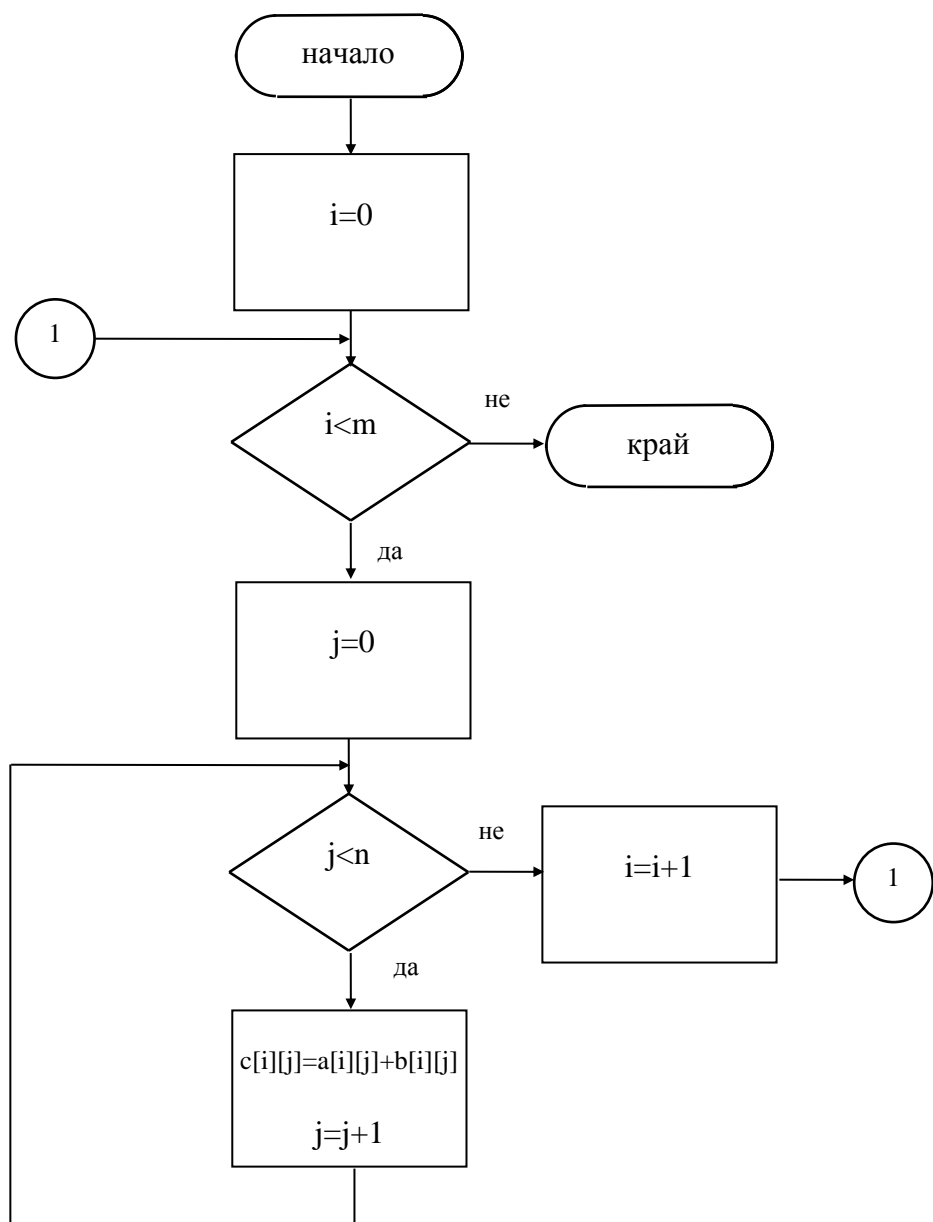 начало
i=0
1
i<m
не
край
да
j=0
j<n
не
i=i+1
1
да
c[i][j]=a[i][j]+b[i][j]
j=j+1